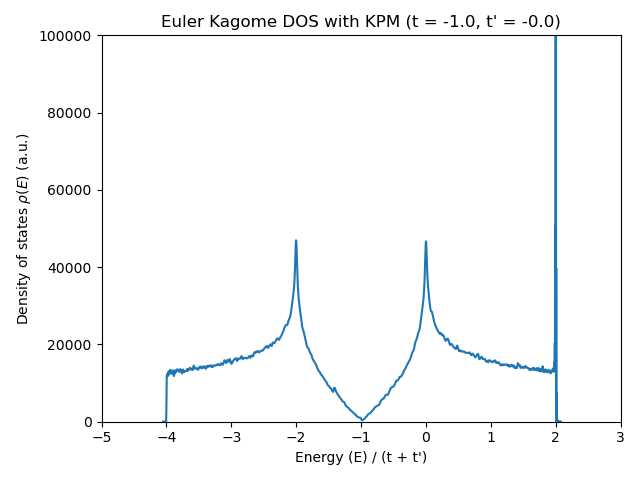 Euler Kagome DOS with KPM (t = -1.0, t' = -0.0)
Density of states ρ(E) (a.u.)
100000
80000
60000
40000
20000
0
−5 −4 −3 −2 −1 0 1 2 3
Energy (E) / (t + t')